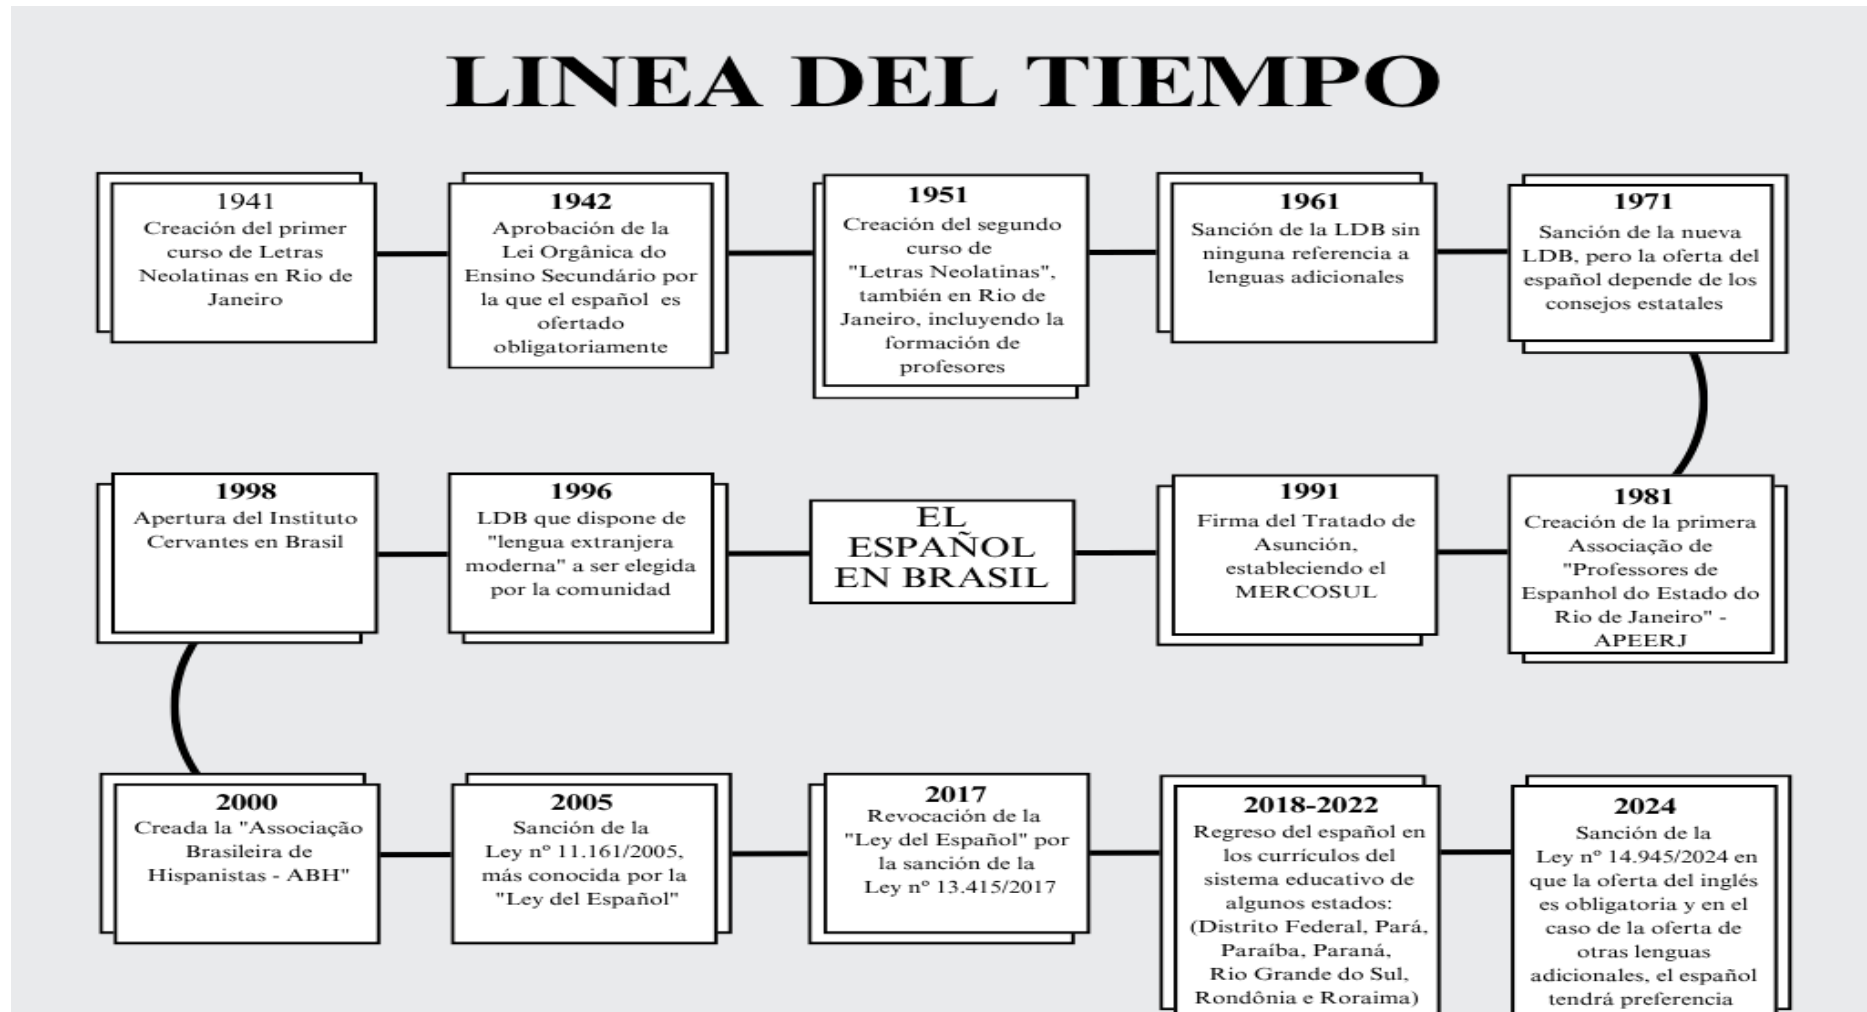 LINEA DEL TIEMPO
1941
Creación del primer
curso de Letras
Neolatinas en Rio de
Janeiro
1942
Aprobación de la
Lei Orgânica do
Ensino Secundário por
la que el español es
ofertado
obligatoriamente
1951
Creación del segundo
curso de
"Letras Neolatinas",
también en Rio de
Janeiro, incluyendo la
formación de
profesores
1961
Sanción de la LDB sin
ninguna referencia a
lenguas adicionales
1971
Sanción de la nueva
LDB, pero la oferta del
español depende de los
consejos estatales
1981
Creación de la primera
Associação de
"Professores de
Espanhol do Estado do
Rio de Janeiro" -
APEERJ
1991
Firma del Tratado de
Asunción,
estableciendo el
MERCOSUL
EL
ESPAÑOL
EN BRASIL
1996
LDB que dispone de
"lengua extranjera
moderna" a ser elegida
por la comunidad
1998
Apertura del Instituto
Cervantes en Brasil
2000
Creada la "Associação
Brasileira de
Hispanistas - ABH"
2005
Sanción de la
Ley nº 11.161/2005,
más conocida por la
"Ley del Español"
2017
Revocación de la
"Ley del Español" por
la sanción de la
Ley nº 13.415/2017
2018-2022
Regreso del español en
los currículos del
sistema educativo de
algunos estados:
(Distrito Federal, Pará,
Paraíba, Paraná,
Rio Grande do Sul,
Rondônia e Roraima)
2024
Sanción de la
Ley nº 14.945/2024 en
que la oferta del inglés
es obligatoria y en el
caso de la oferta de
otras lenguas
adicionales, el español
tendrá preferencia